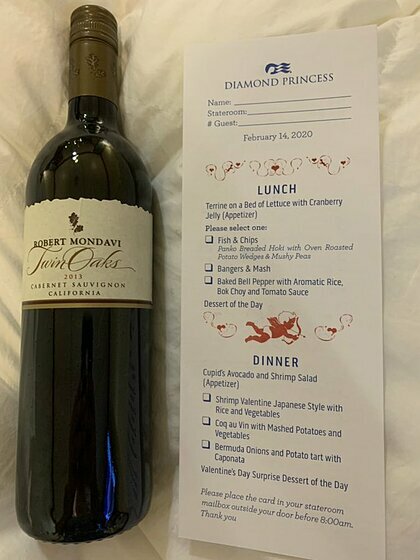 ROBERT MONDAVI
Twin Oaks
2013
CABERNET SAUVIGNON
CALIFORNIA
DIAMOND PRINCESS
Name:
Stateroom:
# Guest:
February 14, 2020
LUNCH
Terrine on a Bed of Lettuce with Cranberry
Jelly (Appetizer)
Please select one:
Fish & Chips
Panko Breaded Hoki with Oven Roasted
Potato Wedges & Mushy Peas
Bangers & Mash
Baked Bell Pepper with Aromatic Rice,
Bok Choy and Tomato Sauce
Dessert of the Day
DINNER
Cupid's Avocado and Shrimp Salad
(Appetizer)
Shrimp Valentine Japanese Style with
Rice and Vegetables
Coq au Vin with Mashed Potatoes and
Vegetables
Bermuda Onions and Potato tart with
Caponata
Valentine's Day Surprise Dessert of the Day
Please place the card in your stateroom
mailbox outside your door before 8:00am.
Thank you